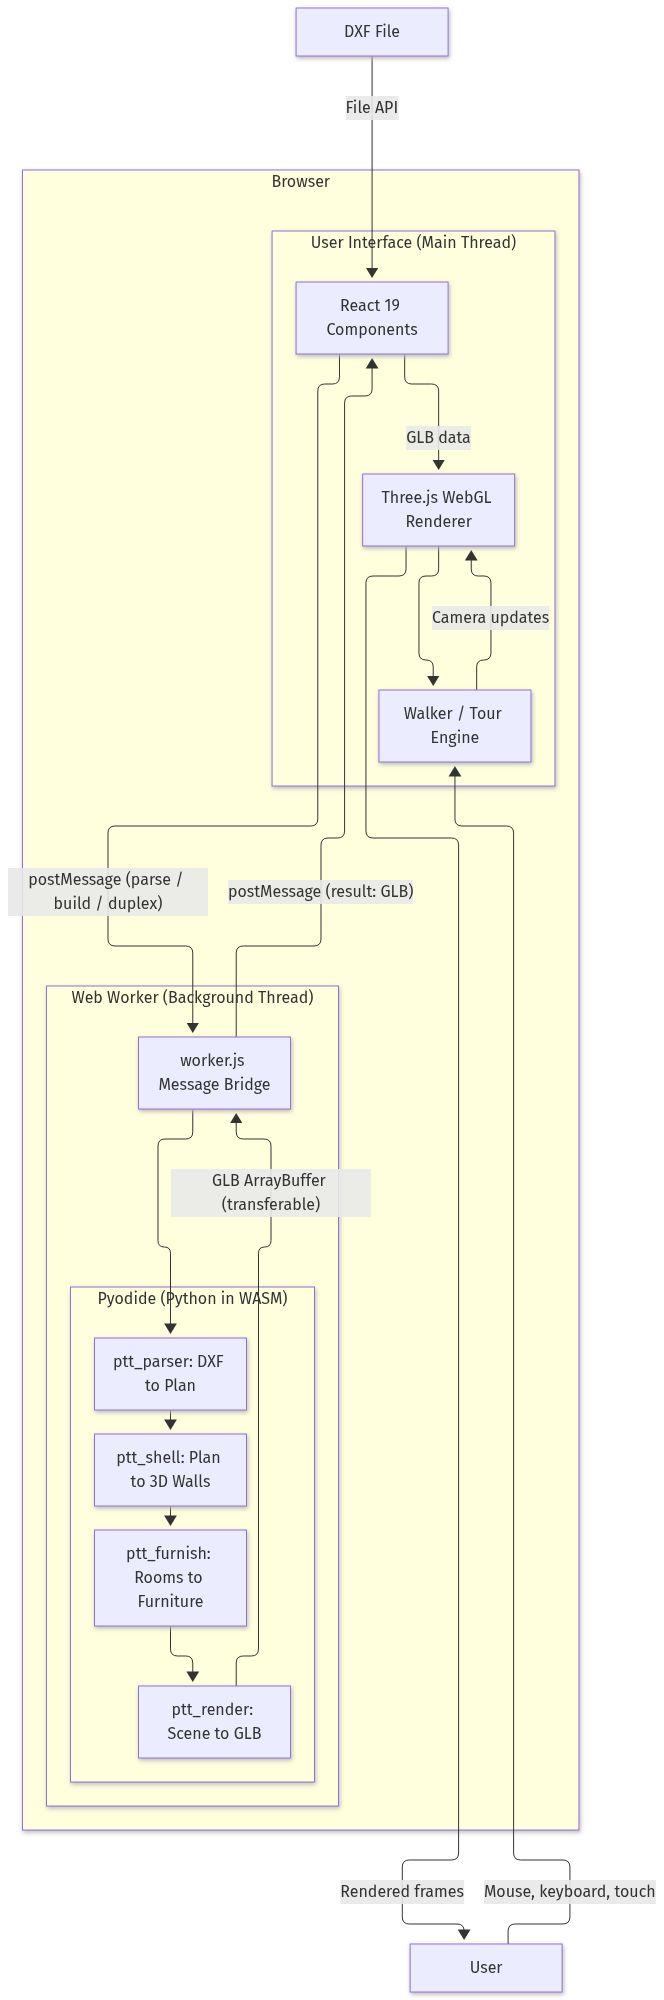 DXF File
File API
Browser
User Interface (Main Thread)
React 19
Components
GLB data
Three.js WebGL
Renderer
Camera updates
Walker / Tour
Engine
postMessage (parse /
build / duplex)
postMessage (result: GLB)
Web Worker (Background Thread)
worker.js
Message Bridge
GLB ArrayBuffer
(transferable)
Pyodide (Python in WASM)
ptt_parser: DXF
to Plan
ptt_shell: Plan
to 3D Walls
ptt_furnish:
Rooms to
Furniture
ptt_render:
Scene to GLB
Rendered frames
Mouse, keyboard, touch
User